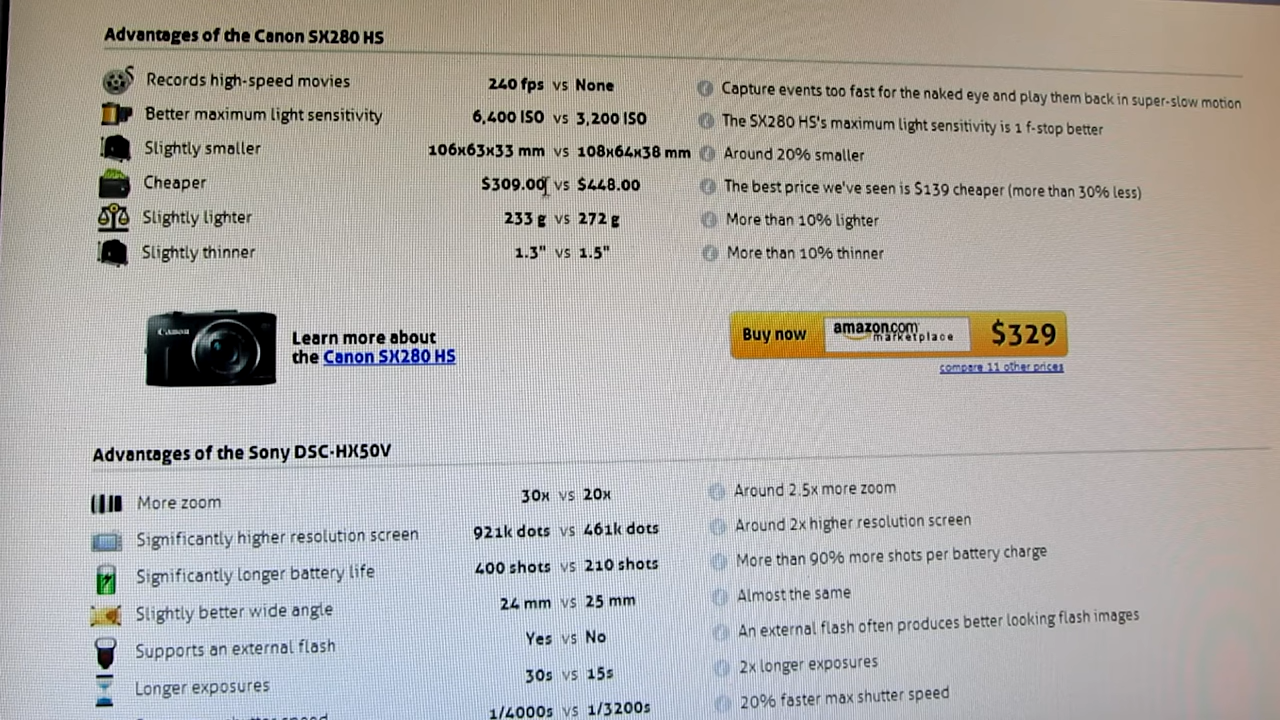 Advantages of the Canon SX280 HS
Records high-speed movies 240 fps vs None Capture events too fast for the naked eye and play them back in super-slow motion
Better maximum light sensitivity 6,400 ISO vs 3,200 ISO The SX280 HS's maximum light sensitivity is 1 f-stop better
Slightly smaller 106x63x33 mm vs 108x64x38 mm Around 20% smaller
Cheaper $309.00 vs $448.00 The best price we've seen is $139 cheaper (more than 30% less)
Slightly lighter 233 g vs 272 g More than 10% lighter
Slightly thinner 1.3" vs 1.5" More than 10% thinner
Canon
Learn more about
the Canon SX280 HS
Buy now amazon.com marketplace $329
compare 11 other prices
Advantages of the Sony DSC-HX50V
More zoom 30x vs 20x Around 2.5x more zoom
Significantly higher resolution screen 921k dots vs 461k dots Around 2x higher resolution screen
Significantly longer battery life 400 shots vs 210 shots More than 90% more shots per battery charge
Slightly better wide angle 24 mm vs 25 mm Almost the same
Supports an external flash Yes vs No An external flash often produces better looking flash images
Longer exposures 30s vs 15s 2x longer exposures
1/4000s vs 1/3200s 20% faster max shutter speed